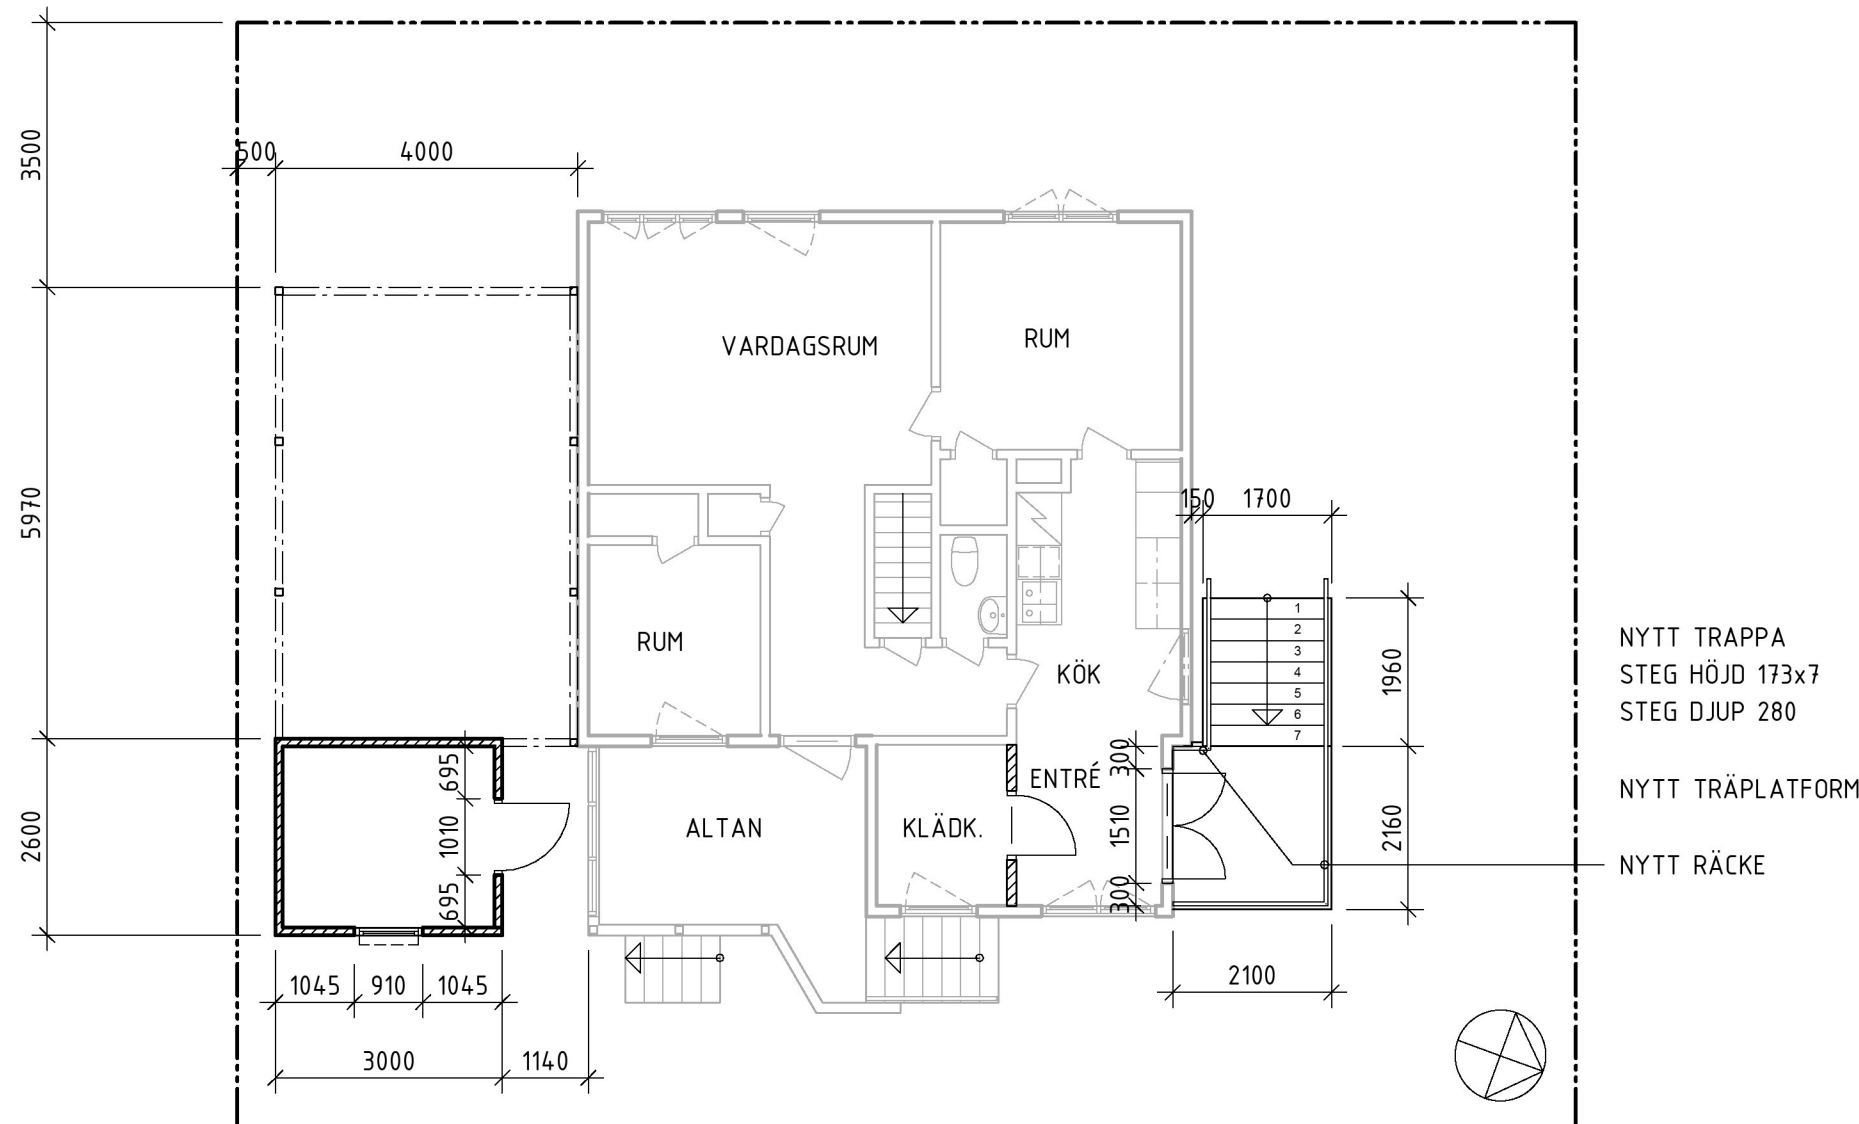 3500
500
4000
VARDAGSRUM
RUM
5970
150
1700
RUM
KÖK
1
2
3
4
5
6
7
1960
NYTT TRAPPA
STEG HÖJD 173x7
STEG DJUP 280
2600
695
1010
695
ALTAN
KLÄDK.
ENTRÉ
300
1510
300
2160
NYTT TRÄPLATFORM
NYTT RÄCKE
1045
910
1045
2100
3000
1140